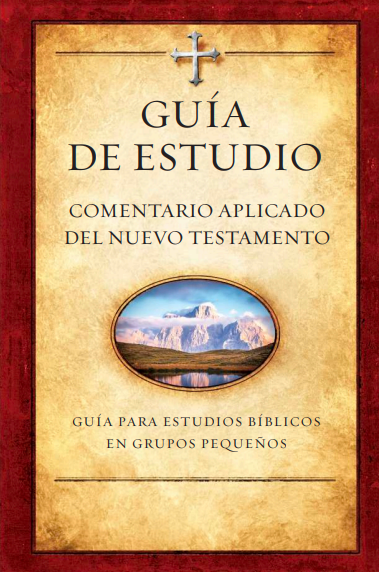 GUÍA
DE ESTUDIO
COMENTARIO APLICADO
DEL NUEVO TESTAMENTO
GUÍA PARA ESTUDIOS BÍBLICOS
EN GRUPOS PEQUEÑOS